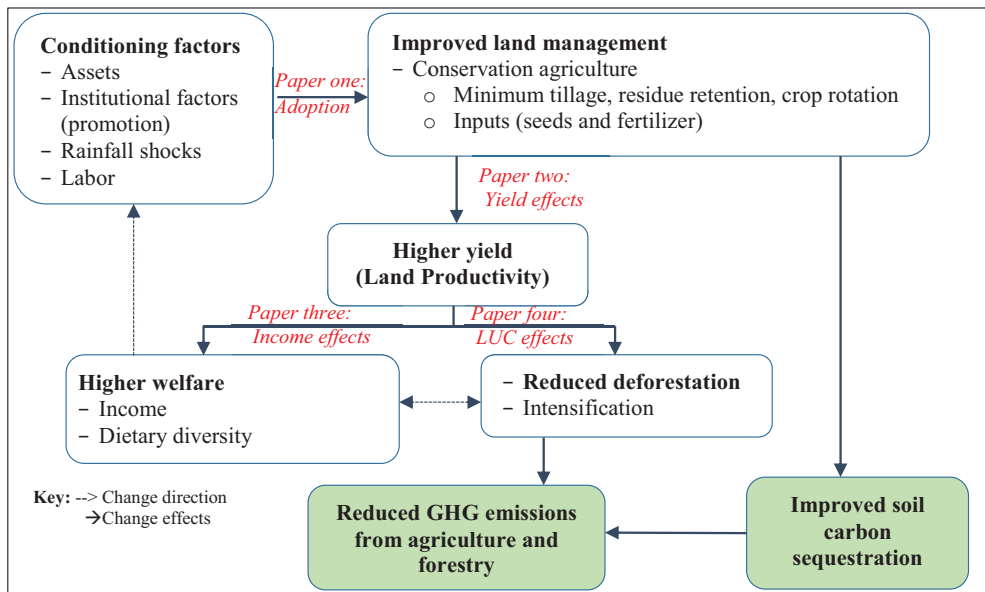 Conditioning factors
– Assets
– Institutional factors
(promotion)
– Rainfall shocks
– Labor
Paper one:
Adoption
Improved land management
– Conservation agriculture
o Minimum tillage, residue retention, crop rotation
o Inputs (seeds and fertilizer)
Paper two:
Yield effects
Higher yield
(Land Productivity)
Paper three:
Income effects
Paper four:
LUC effects
Higher welfare
– Income
– Dietary diversity
– Reduced deforestation
– Intensification
Key: --> Change direction
→Change effects
Reduced GHG emissions
from agriculture and
forestry
Improved soil
carbon
sequestration